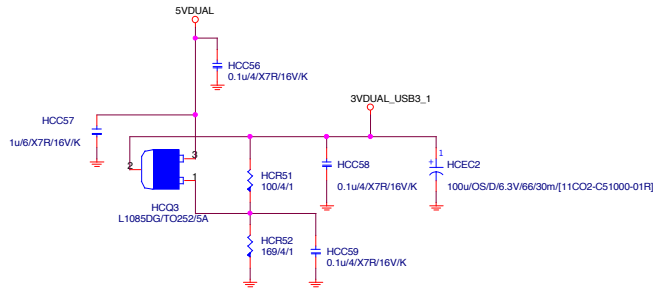 5VDUAL
HCC56
0.1u/4/X7R/16V/K
3VDUAL_USB3_1
HCC57
1u/6/X7R/16V/K
3
2
1
HCQ3
L1085DG/TO252/5A
HCR51
100/4/1
HCC58
0.1u/4/X7R/16V/K
1
+
HCEC2
100u/OS/D/6.3V/66/30m/[11CO2-C51000-01R]
HCR52
169/4/1
HCC59
0.1u/4/X7R/16V/K